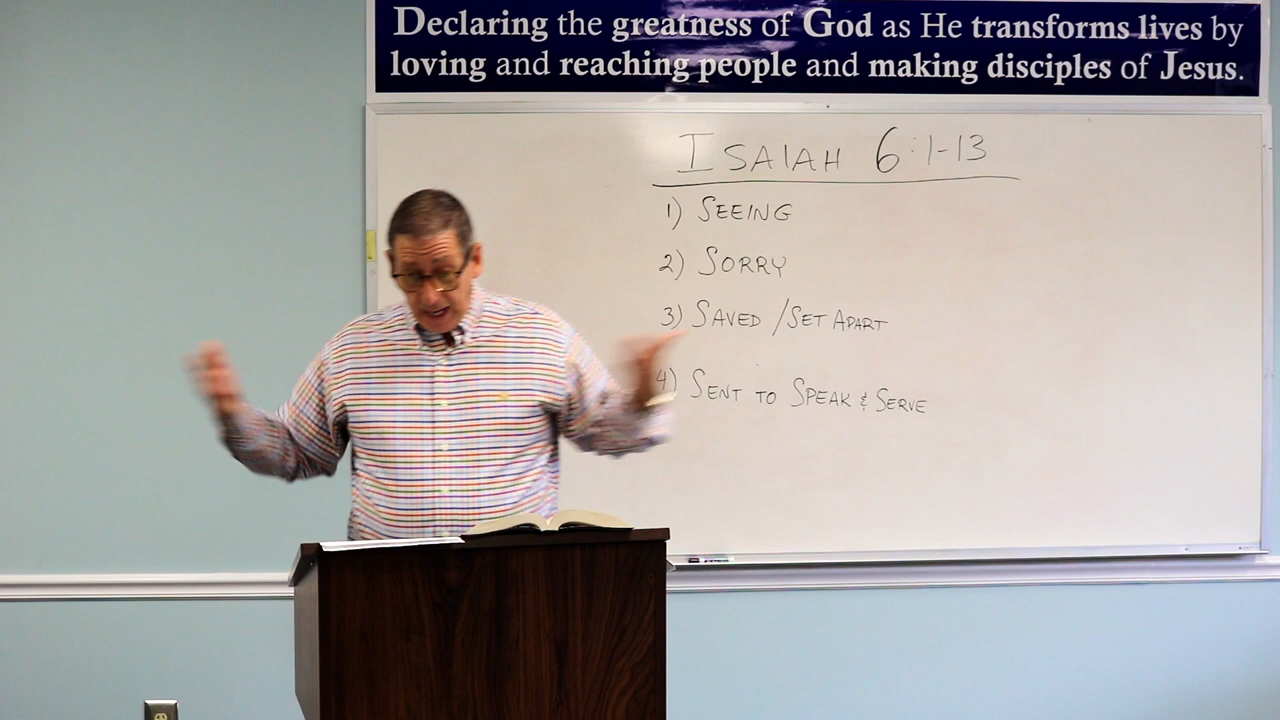 Declaring the greatness of God as He transforms lives by
loving and reaching people and making disciples of Jesus.
ISAIAH 6:1-13
1) SEEING
2) SORRY
3) SAVED / SET APART
4) SENT TO SPEAK & SERVE